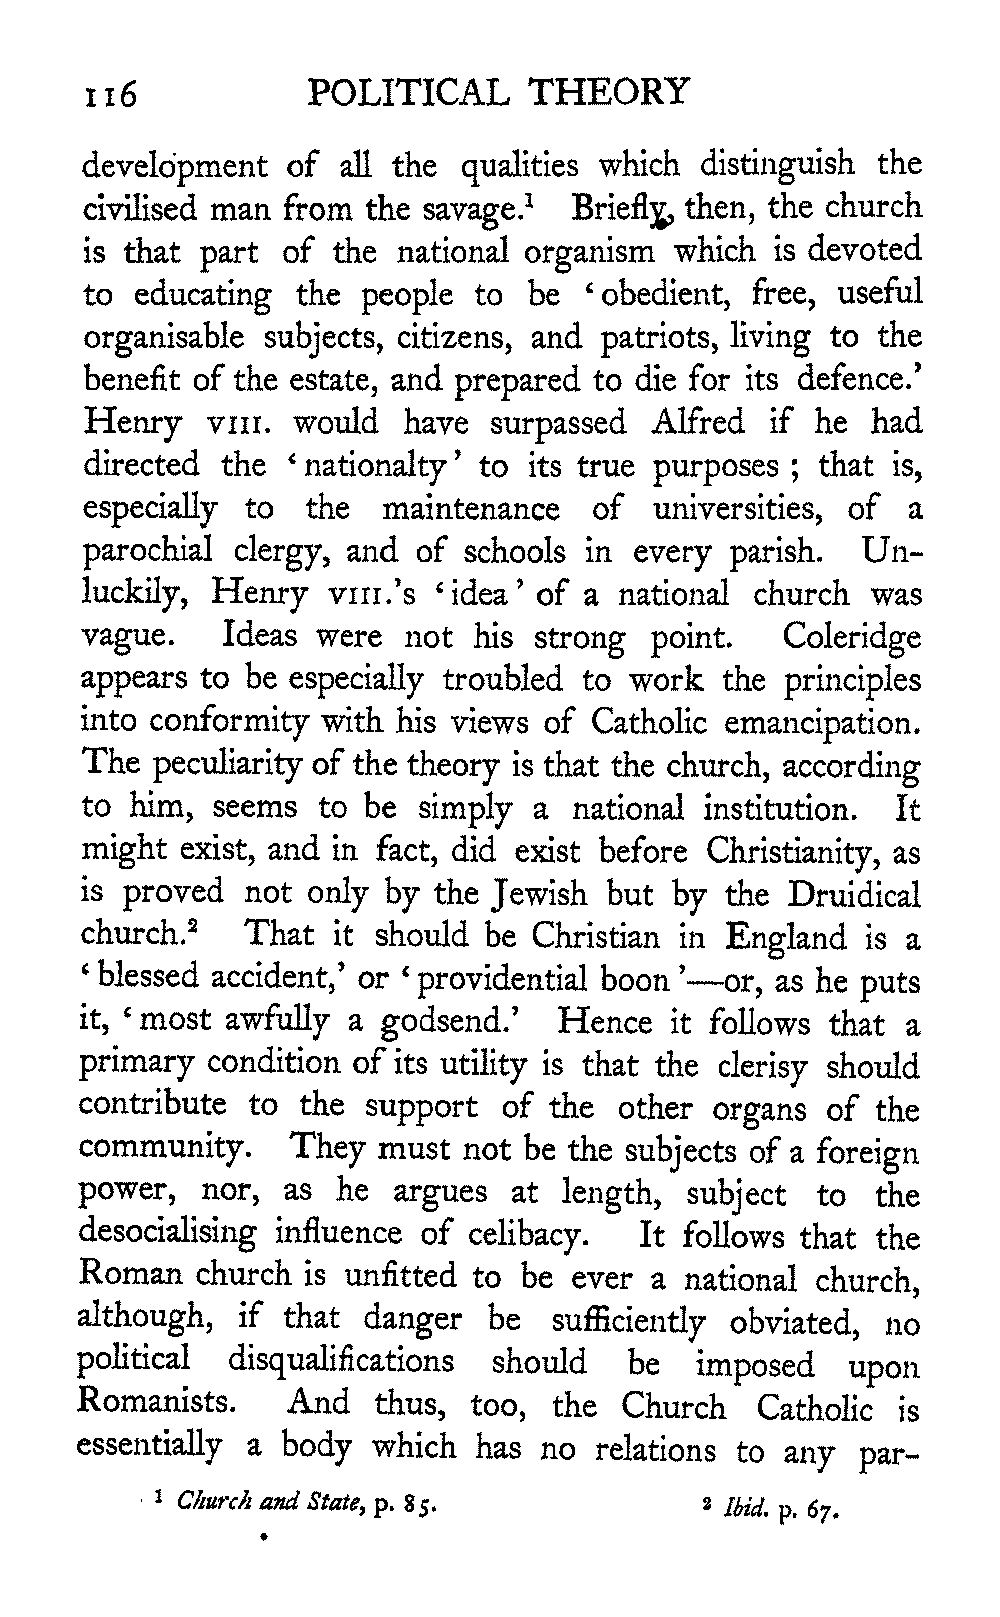 116 POLITICAL THEORY
development of all the qualities which distinguish the
civilised man from the savage.¹ Briefly, then, the church
is that part of the national organism which is devoted
to educating the people to be ‘obedient, free, useful
organisable subjects, citizens, and patriots, living to the
benefit of the estate, and prepared to die for its defence.’
Henry VIII. would have surpassed Alfred if he had
directed the ‘nationalty’ to its true purposes ; that is,
especially to the maintenance of universities, of a
parochial clergy, and of schools in every parish. Un-
luckily, Henry VIII.’s ‘idea’ of a national church was
vague. Ideas were not his strong point. Coleridge
appears to be especially troubled to work the principles
into conformity with his views of Catholic emancipation.
The peculiarity of the theory is that the church, according
to him, seems to be simply a national institution. It
might exist, and in fact, did exist before Christianity, as
is proved not only by the Jewish but by the Druidical
church.² That it should be Christian in England is a
‘blessed accident,’ or ‘providential boon’—or, as he puts
it, ‘most awfully a godsend.’ Hence it follows that a
primary condition of its utility is that the clerisy should
contribute to the support of the other organs of the
community. They must not be the subjects of a foreign
power, nor, as he argues at length, subject to the
desocialising influence of celibacy. It follows that the
Roman church is unfitted to be ever a national church,
although, if that danger be sufficiently obviated, no
political disqualifications should be imposed upon
Romanists. And thus, too, the Church Catholic is
essentially a body which has no relations to any par-
¹ Church and State, p. 85. ² Ibid. p. 67.